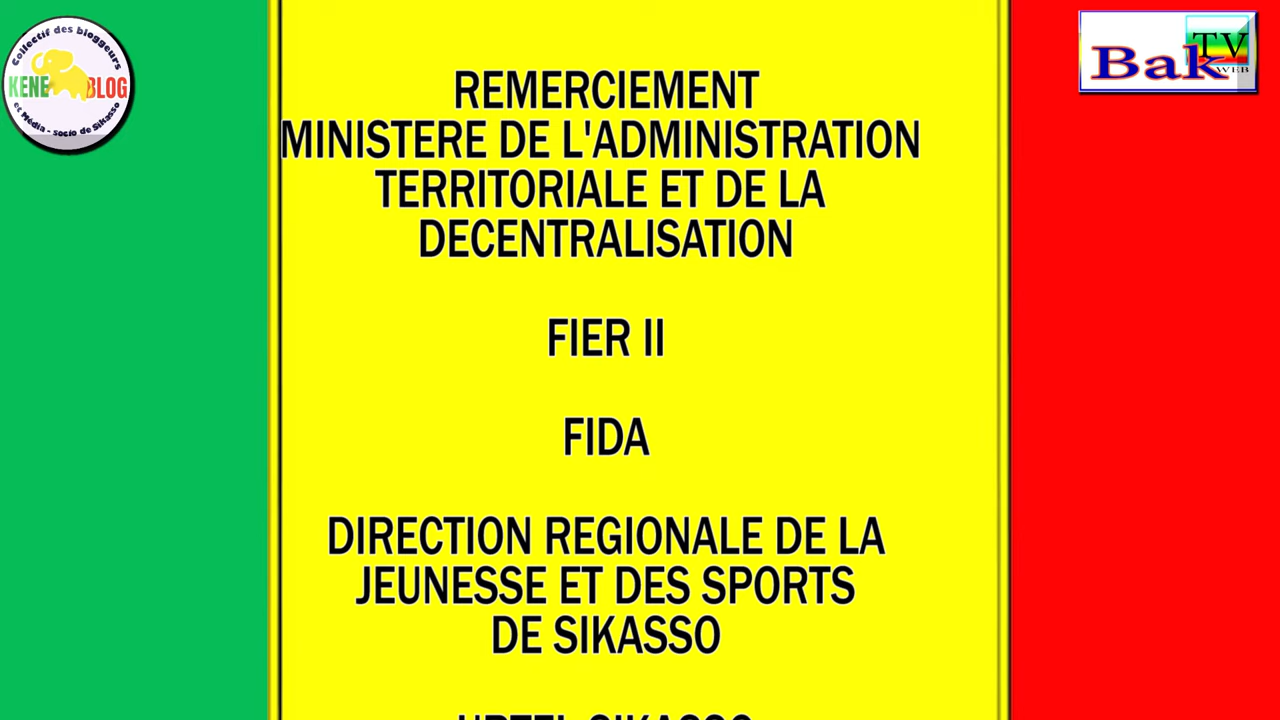 Collectif des bloggeurs
KENE BLOG
et Média - socio de Sikasso
Bak TV
WEB
REMERCIEMENT
MINISTERE DE L'ADMINISTRATION
TERRITORIALE ET DE LA
DECENTRALISATION
FIER II
FIDA
DIRECTION REGIONALE DE LA
JEUNESSE ET DES SPORTS
DE SIKASSO
SIKASSO